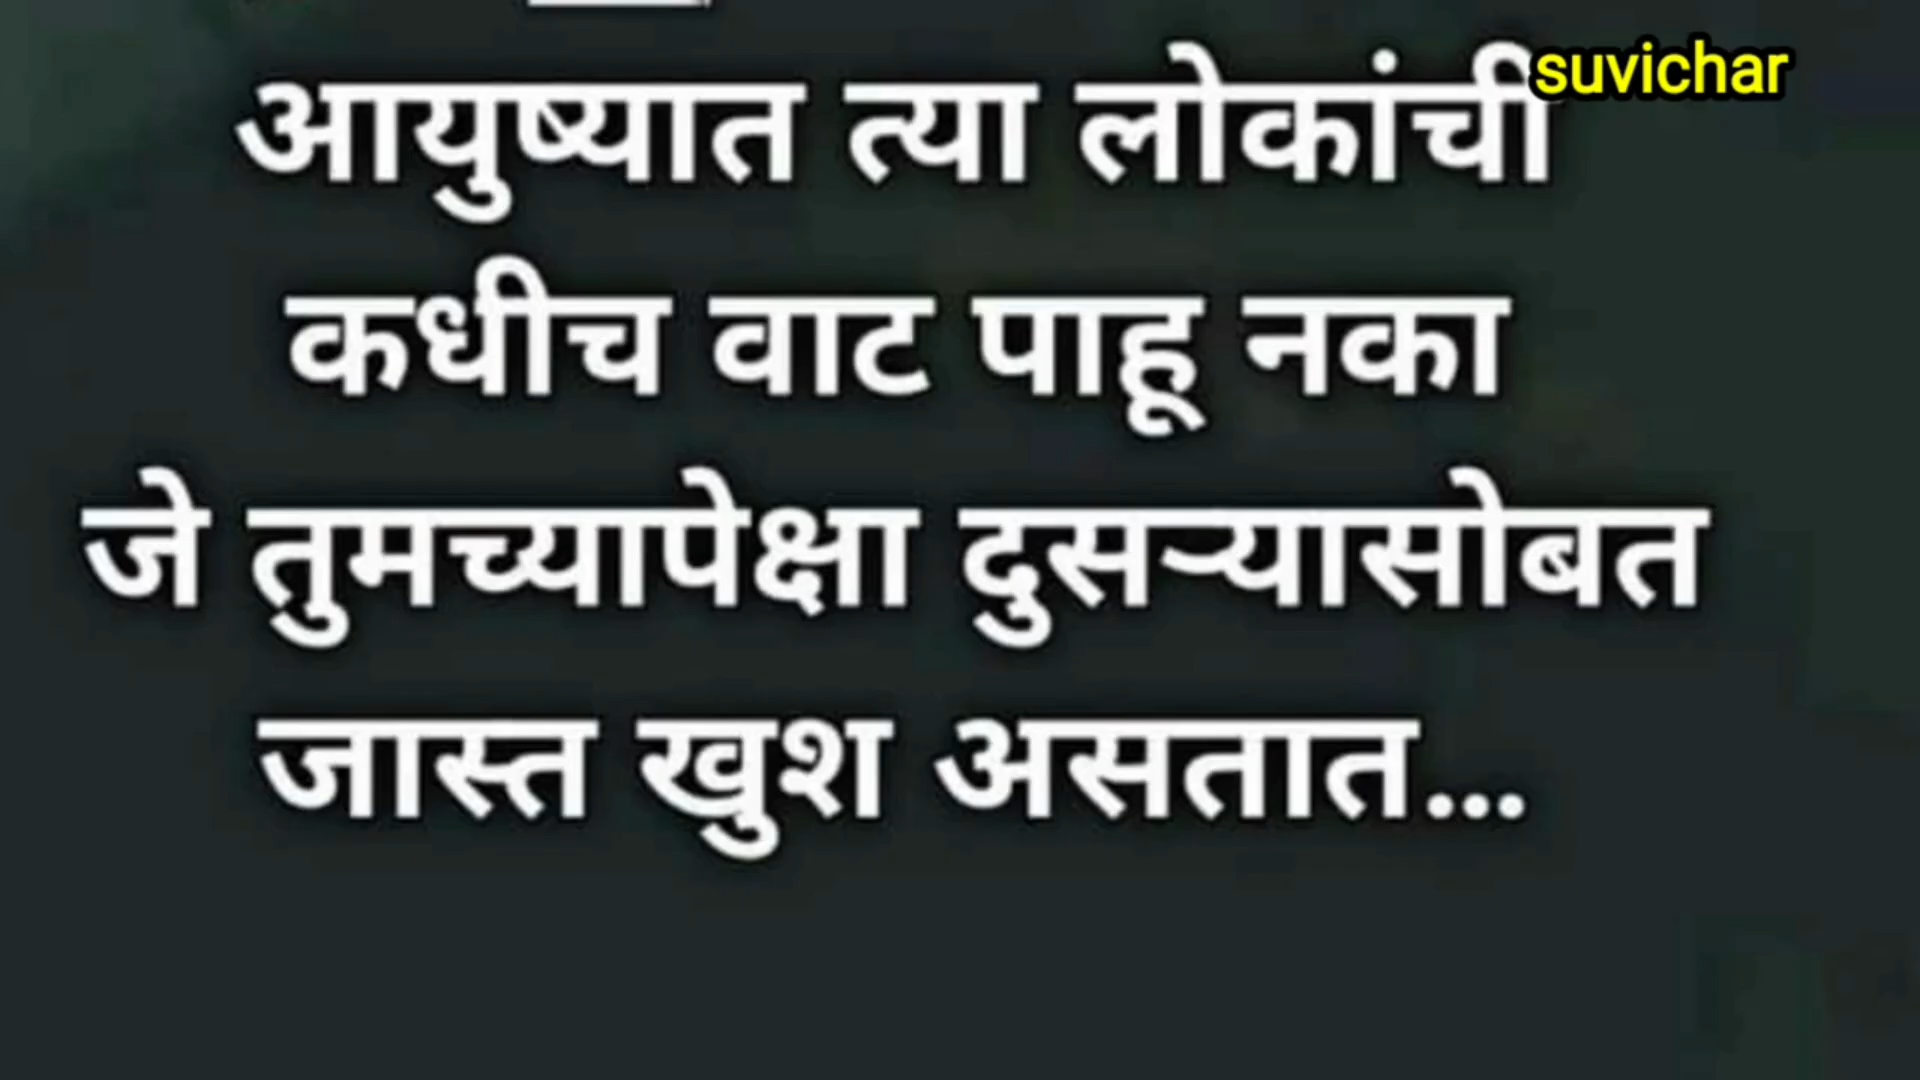 suvichar
आयुष्यात त्या लोकांची
कधीच वाट पाहू नका
जे तुमच्यापेक्षा दुसऱ्यासोबत
जास्त खुश असतात...